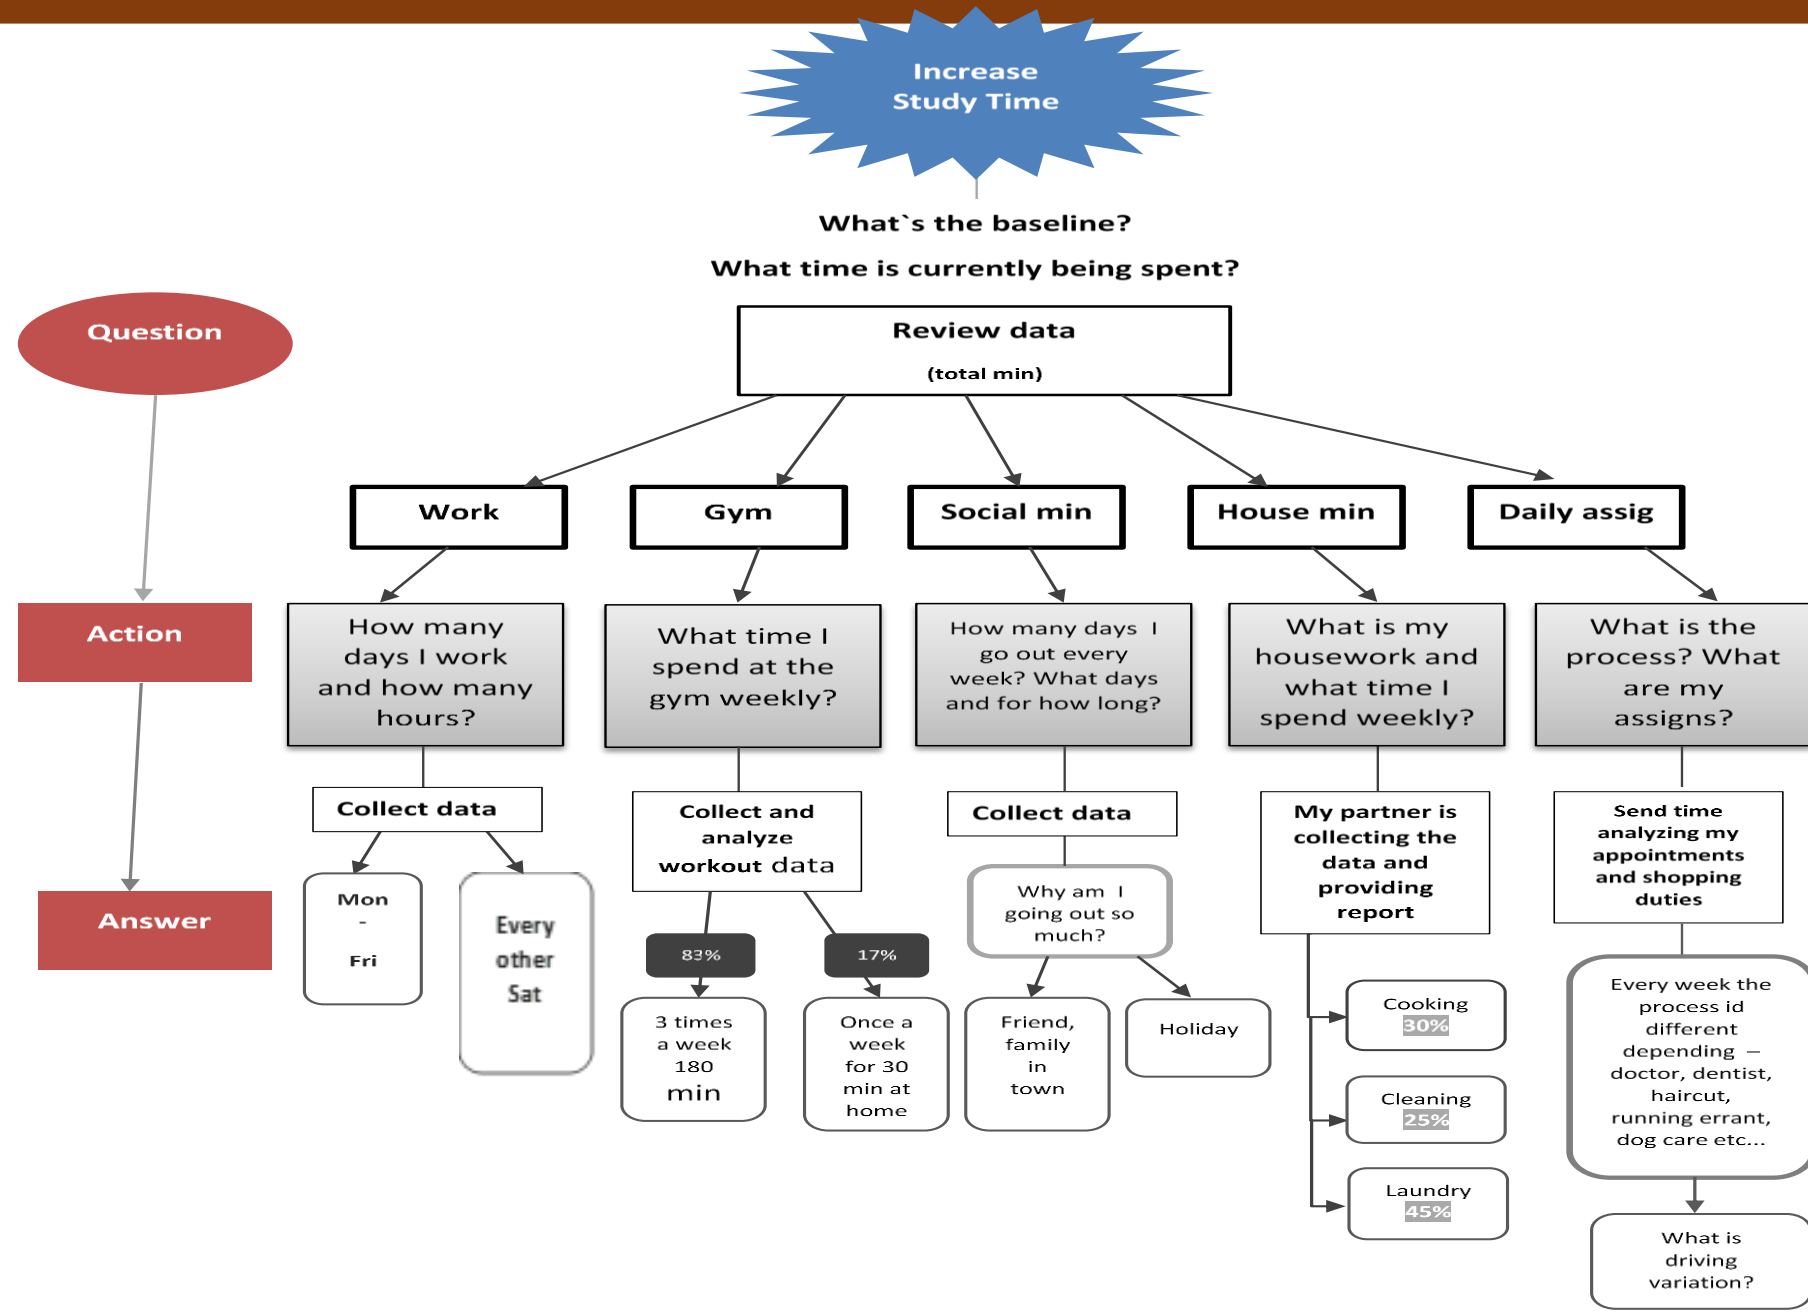 Increase
Study Time
What`s the baseline?
What time is currently being spent?
Review data
(total min)
Question
Action
Answer
Work
Gym
Social min
House min
Daily assig
How many
days I work
and how many
hours?
What time I
spend at the
gym weekly?
How many days I
go out every
week? What days
and for how long?
What is my
housework and
what time I
spend weekly?
What is the
process? What
are my
assigns?
Collect data
Mon
-
Fri
Every
other
Sat
Collect and
analyze
workout data
83%
17%
3 times
a week
180
min
Once a
week
for 30
min at
home
Collect data
Why am I
going out so
much?
Friend,
family
in
town
Holiday
My partner is
collecting the
data and
providing
report
Cooking
30%
Cleaning
25%
Laundry
45%
Send time
analyzing my
appointments
and shopping
duties
Every week the
process id
different
depending –
doctor, dentist,
haircut,
running errant,
dog care etc...
What is
driving
variation?